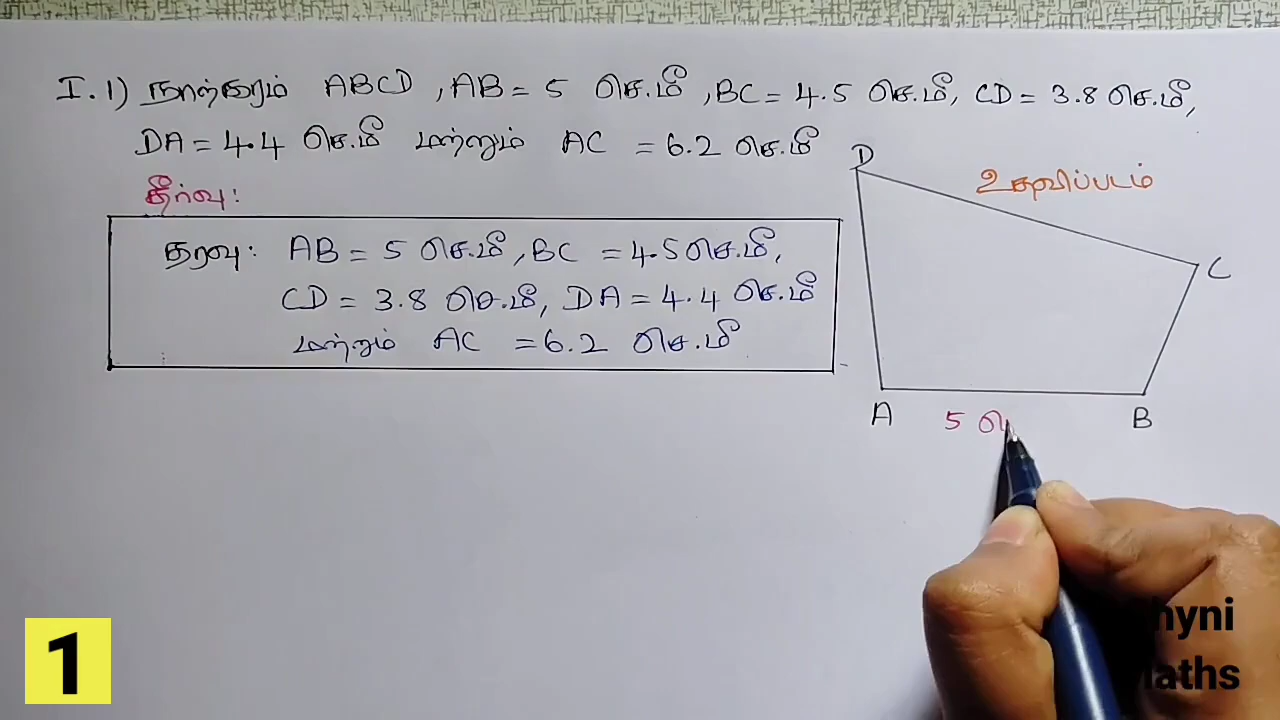 I. 1) நாற்கரம் ABCD , AB = 5 செ.மீ , BC = 4.5 செ.மீ, CD = 3.8 செ.மீ,
DA = 4.4 செ.மீ மற்றும் AC = 6.2 செ.மீ
தீர்வு:
தரவு: AB = 5 செ.மீ, BC = 4.5 செ.மீ,
CD = 3.8 செ.மீ, DA = 4.4 செ.மீ
மற்றும் AC = 6.2 செ.மீ
உதவிப்படம்
D
C
A
B
5
1